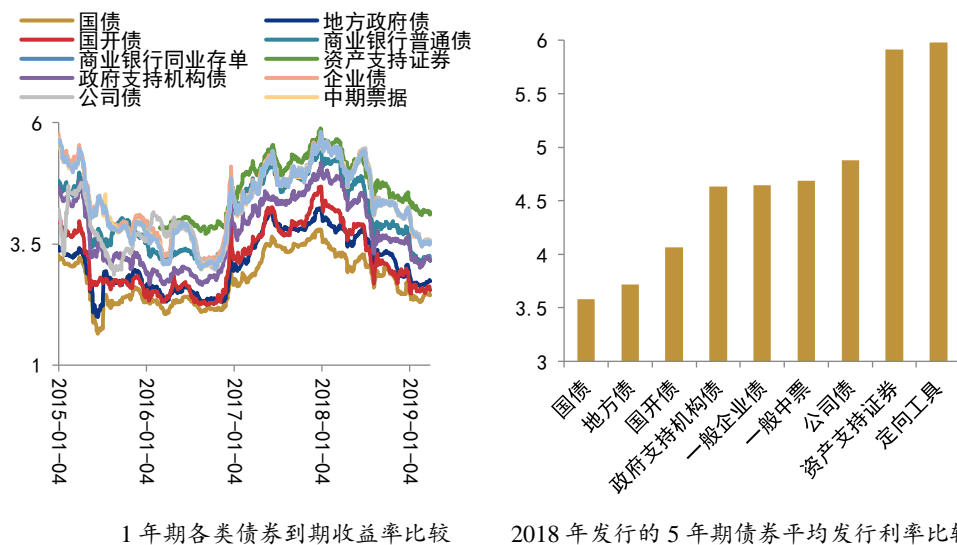 国债
地方政府债
国开债
商业银行普通债
商业银行同业存单
资产支持证券
政府支持机构债
企业债
公司债
中期票据
6
3.5
1
2015-01-04
2016-01-04
2017-01-04
2018-01-04
2019-01-04
1 年期各类债券到期收益率比较
6
5.5
5
4.5
4
3.5
3
国债
地方债
国开债
政府支持机构债
一般企业债
一般中票
公司债
资产支持证券
定向工具
2018 年发行的 5 年期债券平均发行利率比较